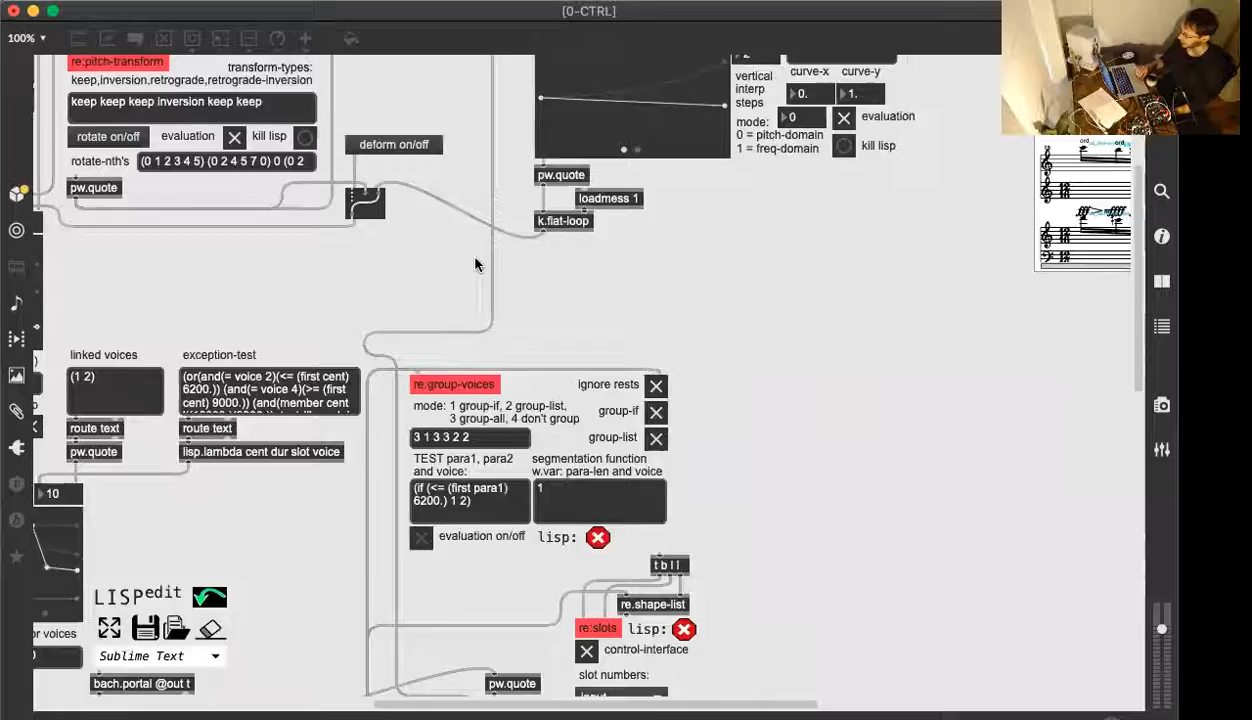 [0-CTRL]
100%
re:pitch-transform
transform-types:
keep,inversion,retrograde,retrograde-inversion
keep keep keep inversion keep keep
rotate on/off
evaluation
kill lisp
rotate-nth's
(0 1 2 3 4 5) (0 2 4 5 7 0) 0 (0 2
pw.quote
deform on/off
vertical
interp
steps
curve-x
curve-y
0.
1.
mode:
0
evaluation
0 = pitch-domain
1 = freq-domain
kill lisp
pw.quote
loadmess 1
k.flat-loop
ord
linked voices
exception-test
(1 2)
(or(and(= voice 2)(<= (first cent)
6200.)) (and(= voice 4)(>= (first
cent) 9000.)) (and(member cent
route text
route text
pw.quote
lisp.lambda cent dur slot voice
10
re:group-voices
ignore rests
mode: 1 group-if, 2 group-list,
3 group-all, 4 don't group
group-if
3 1 3 3 2 2
group-list
TEST para1, para2
and voice:
segmentation function
w.var: para-len and voice
(if (<= (first para1)
6200.) 1 2)
1
evaluation on/off
lisp:
t b l l
re.shape-list
re:slots
lisp:
control-interface
slot numbers:
input
pw.quote
LISPedit
Sublime Text
bach.portal @out t
or voices